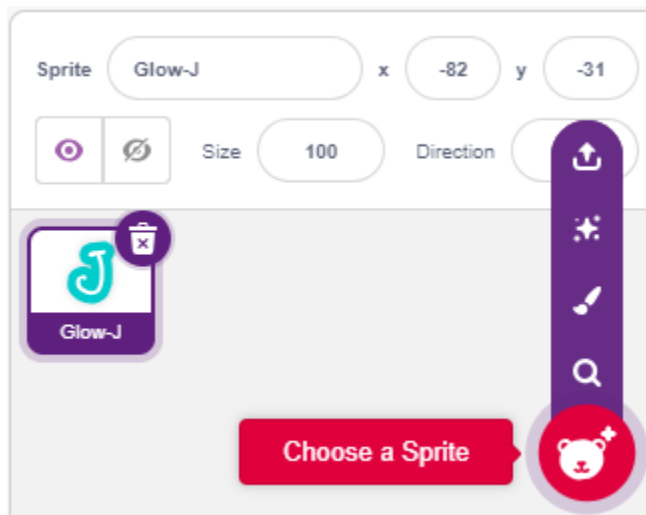 Sprite Glow-J x -82 y -31
Size 100 Direction
J
Glow-J
Choose a Sprite